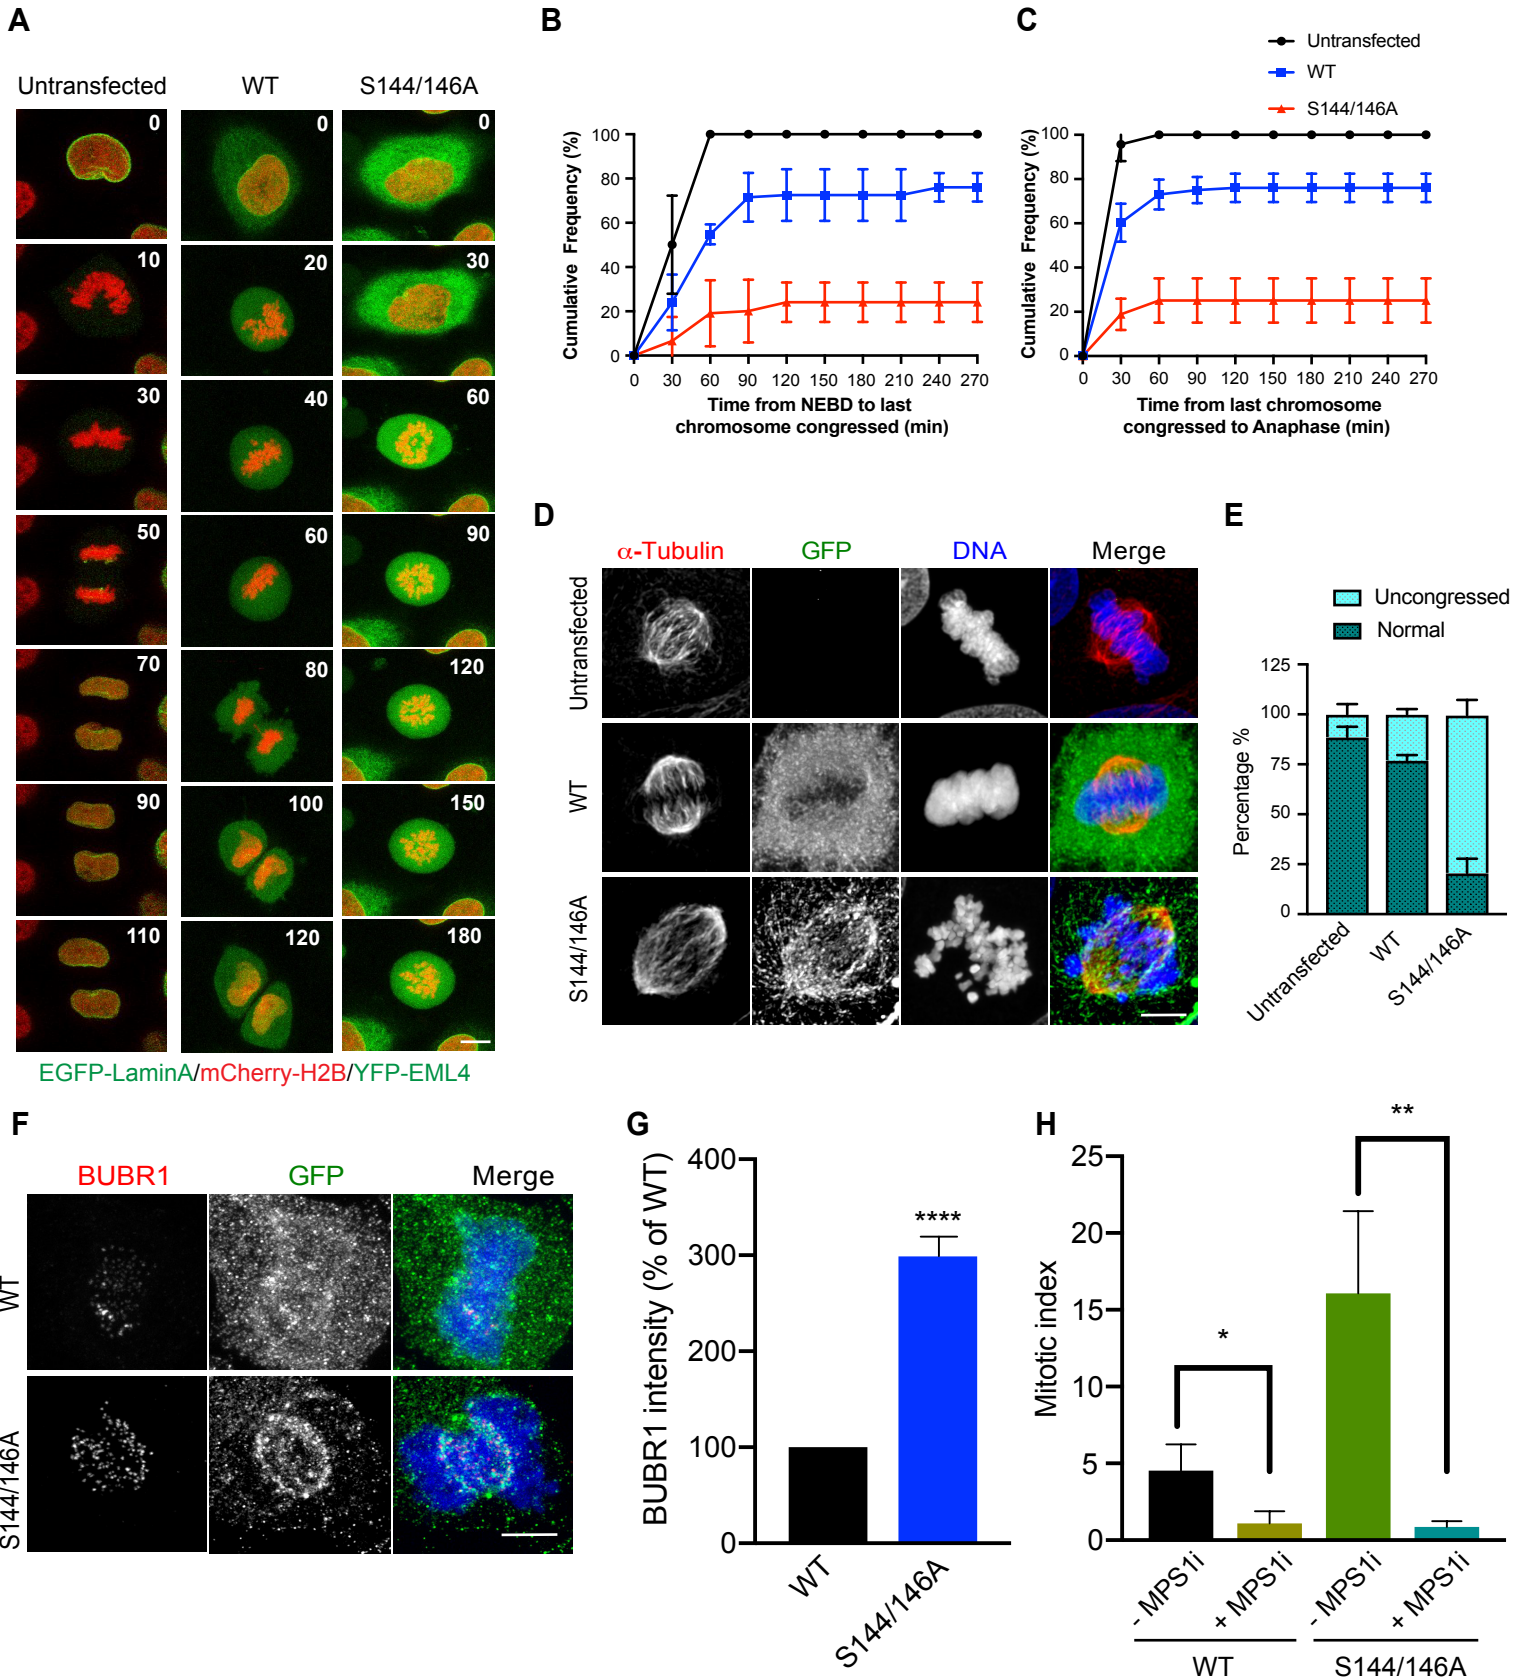 A
Untransfected
WT
S144/146A
0
0
0
10
20
30
30
40
60
50
60
90
70
80
120
90
100
150
110
120
180
EGFP-LaminA/mCherry-H2B/YFP-EML4
B
Cumulative Frequency (%)
100
80
60
40
20
0
0 30 60 90 120 150 180 210 240 270
Time from NEBD to last
chromosome congressed (min)
C
Untransfected
WT
S144/146A
Cumulative Frequency (%)
100
80
60
40
20
0
0 30 60 90 120 150 180 210 240 270
Time from last chromosome
congressed to Anaphase (min)
D
α-Tubulin GFP DNA Merge
Untransfected
WT
S144/146A
E
Uncongressed
Normal
Percentage %
125
100
75
50
25
0
Untransfected
WT
S144/146A
F
BUBR1 GFP Merge
WT
S144/146A
G
BUBR1 intensity (% of WT)
400
300
200
100
0
****
WT
S144/146A
H
Mitotic index
25
20
15
10
5
0
*
**
- MPS1i
+ MPS1i
- MPS1i
+ MPS1i
WT
S144/146A